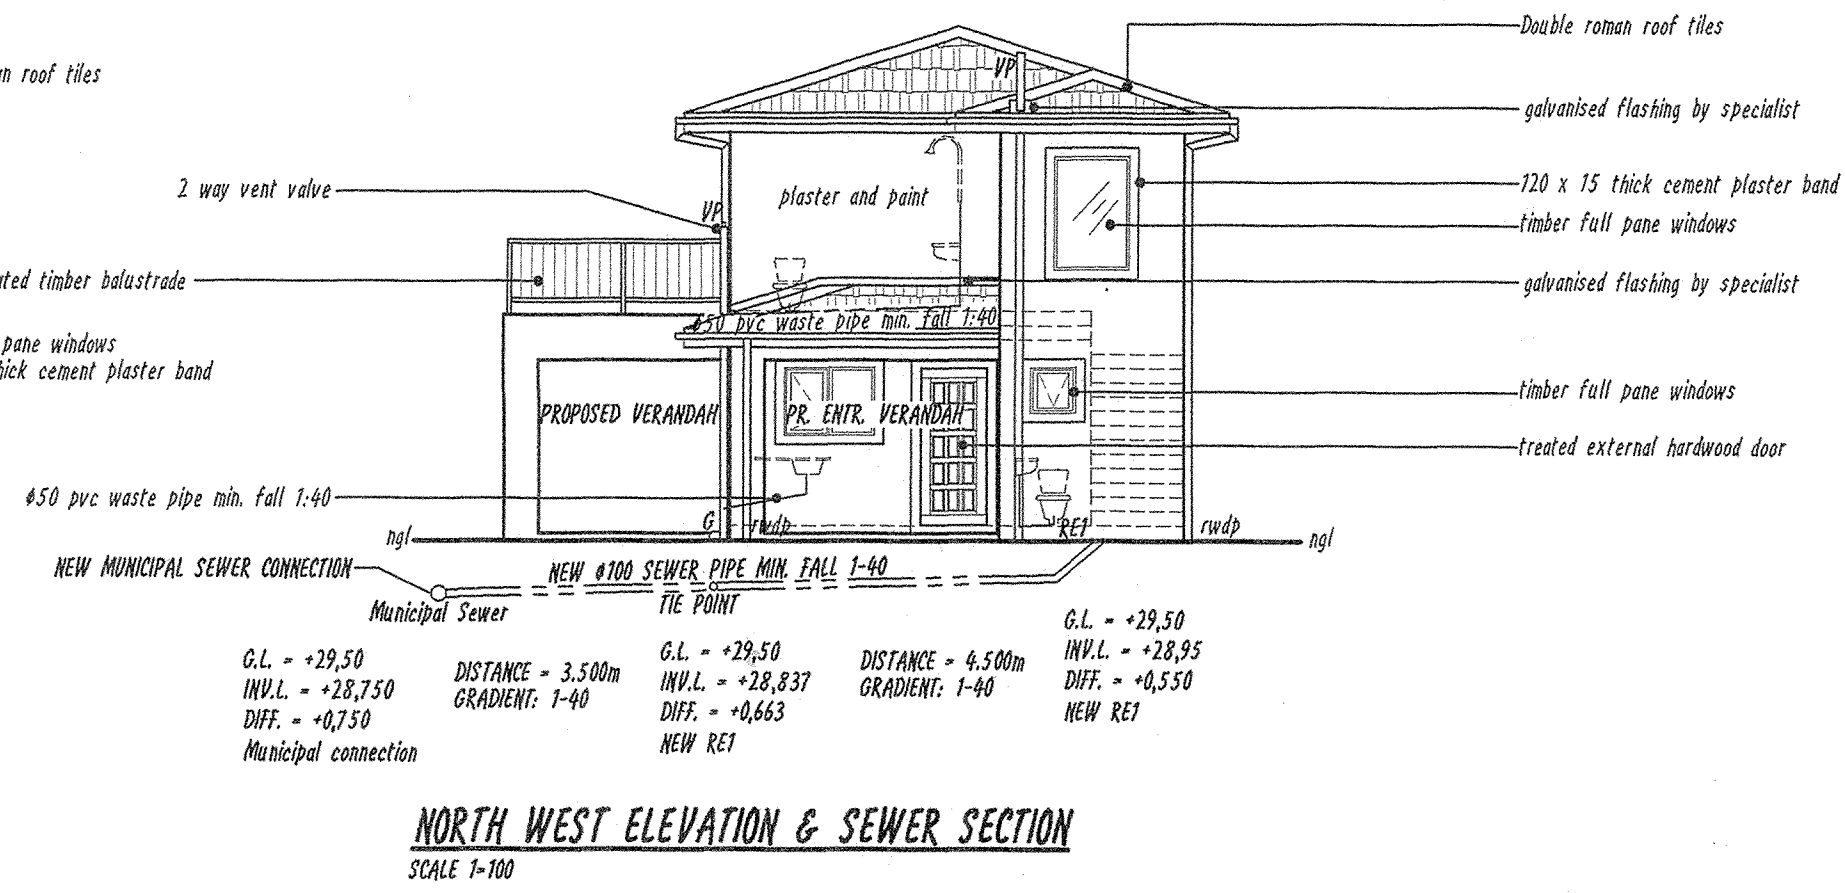 Double roman roof tiles
roof tiles
VP
galvanised flashing by specialist
2 way vent valve
plaster and paint
120 x 15 thick cement plaster band
VP
timber full pane windows
timber balustrade
galvanised flashing by specialist
ø50 pvc waste pipe min. fall 1:40
pane windows
cement plaster band
timber full pane windows
PROPOSED VERANDAH
PR. ENTR. VERANDAH
treated external hardwood door
ø50 pvc waste pipe min. fall 1:40
G
rwdp
RE1
rwdp
ngl
ngl
NEW MUNICIPAL SEWER CONNECTION
NEW ø100 SEWER PIPE MIN. FALL 1-40
Municipal Sewer
TIE POINT
G.L. = +29,50
INV.L. = +28,750
DIFF. = +0,750
Municipal connection
DISTANCE = 3.500m
GRADIENT: 1-40
G.L. = +29,50
INV.L. = +28,837
DIFF. = +0,663
NEW RE1
DISTANCE = 4.500m
GRADIENT: 1-40
G.L. = +29,50
INV.L. = +28,95
DIFF. = +0,550
NEW RE1
NORTH WEST ELEVATION & SEWER SECTION
SCALE 1-100